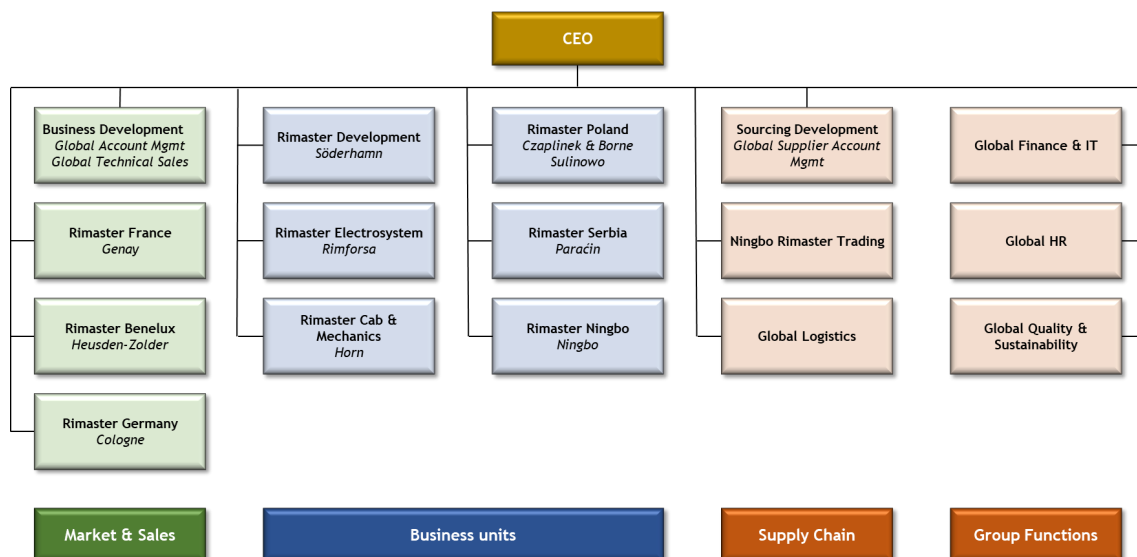 CEO
Business Development
Global Account Mgmt
Global Technical Sales
Rimaster Development
Söderhamn
Rimaster Poland
Czaplinek & Borne
Sulinowo
Sourcing Development
Global Supplier Account
Mgmt
Global Finance & IT
Rimaster France
Genay
Rimaster Electrosystem
Rimforsa
Rimaster Serbia
Paraćin
Ningbo Rimaster Trading
Global HR
Rimaster Benelux
Heusden-Zolder
Rimaster Cab &
Mechanics
Horn
Rimaster Ningbo
Ningbo
Global Logistics
Global Quality &
Sustainability
Rimaster Germany
Cologne
Market & Sales
Business units
Supply Chain
Group Functions